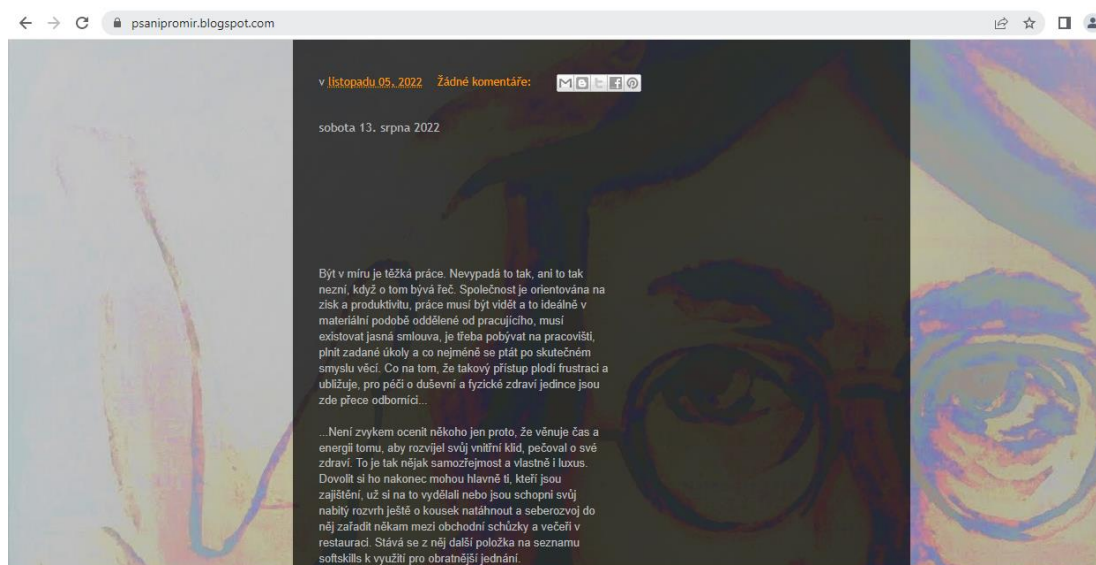 psanipromir.blogspot.com
v listopadu 05, 2022 Žádné komentáře:
sobota 13. srpna 2022
Být v míru je těžká práce. Nevypadá to tak, ani to tak
nezní, když o tom bývá řeč. Společnost je orientována na
zisk a produktivitu, práce musí být vidět a to ideálně v
materiální podobě oddělené od pracujícího, musí
existovat jasná smlouva, je třeba pobývat na pracovišti,
plnit zadané úkoly a co nejméně se ptát po skutečném
smyslu věcí. Co na tom, že takový přístup plodí frustraci a
ubližuje, pro péči o duševní a fyzické zdraví jedince jsou
zde přece odborníci...
...Není zvykem ocenit někoho jen proto, že věnuje čas a
energii tomu, aby rozvíjel svůj vnitřní klid, pečoval o své
zdraví. To je tak nějak samozřejmost a vlastně i luxus.
Dovolit si ho nakonec mohou hlavně ti, kteří jsou
zajištění, už si na to vydělali nebo jsou schopni svůj
nabitý rozvrh ještě o kousek natáhnout a seberozvoj do
něj zařadit někam mezi obchodní schůzky a večeři v
restauraci. Stává se z něj další položka na seznamu
softskills k využití pro obratnější jednání.